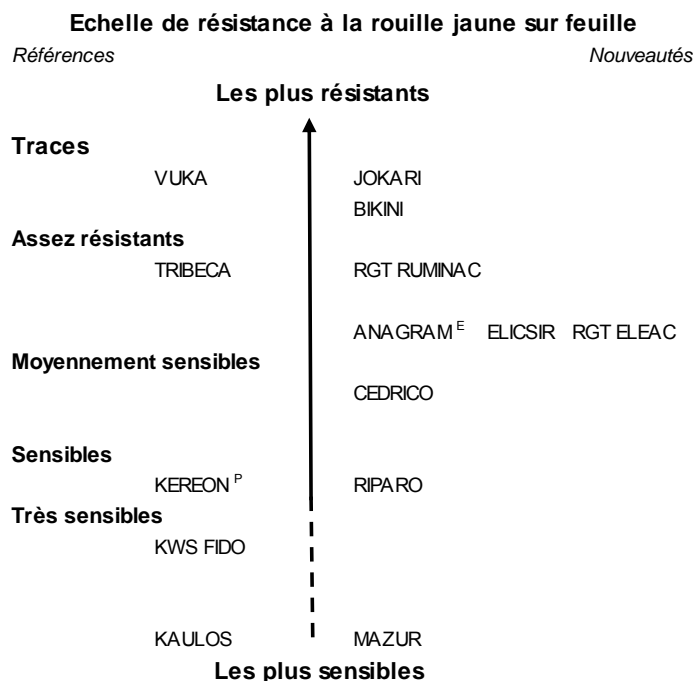 Echelle de résistance à la rouille jaune sur feuille
Références Nouveautés
Les plus résistants
Traces
VUKA JOKARI
BIKINI
Assez résistants
TRIBECA RGT RUMINAC
ANAGRAM E ELICSIR RGT ELEAC
Moyennement sensibles
CEDRICO
Sensibles
KEREON P RIPARO
Très sensibles
KWS FIDO
KAULOS MAZUR
Les plus sensibles